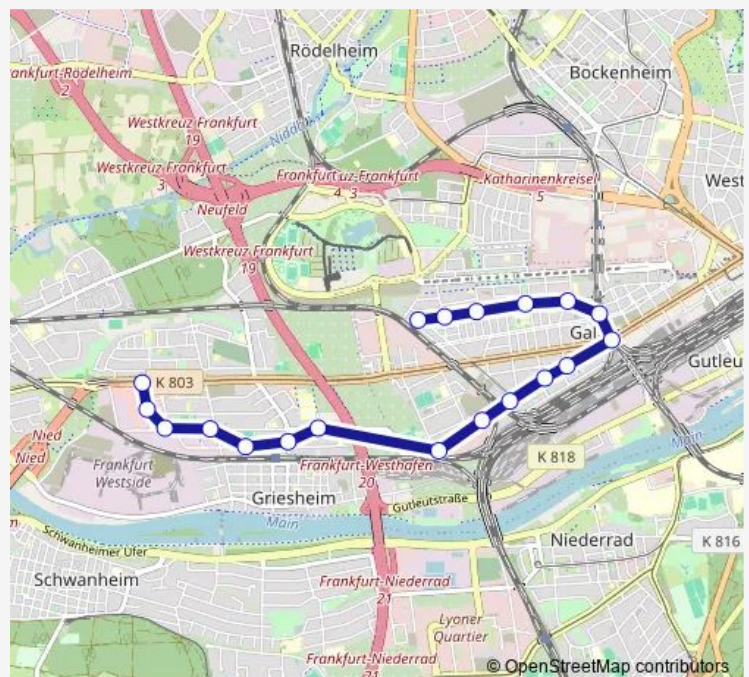 Rödelheim
Bockenheim
ankfurt-Rödelheim
2
Westkreuz Frankfurt
19
Westkreuz Frankfurt
3
Frankfurt uz-Frankfurt
4 3
Katharinenkreisel
5
West
Neufeld
Westkreuz Frankfurt
19
Gal
Gutleu
K 803
Nied
Nied
Frankfurt
Westside
Frankfurt-Westhafen
20
K 818
Main
Griesheim
Gutleutstraße
Main
Schwanheimer Ufer
Niederrad
K 816
Schwanheim
Frankfurt-Niederrad
21
Lyoner
Quartier
Frankfurt-Niederrad
21
© OpenStreetMap contributors